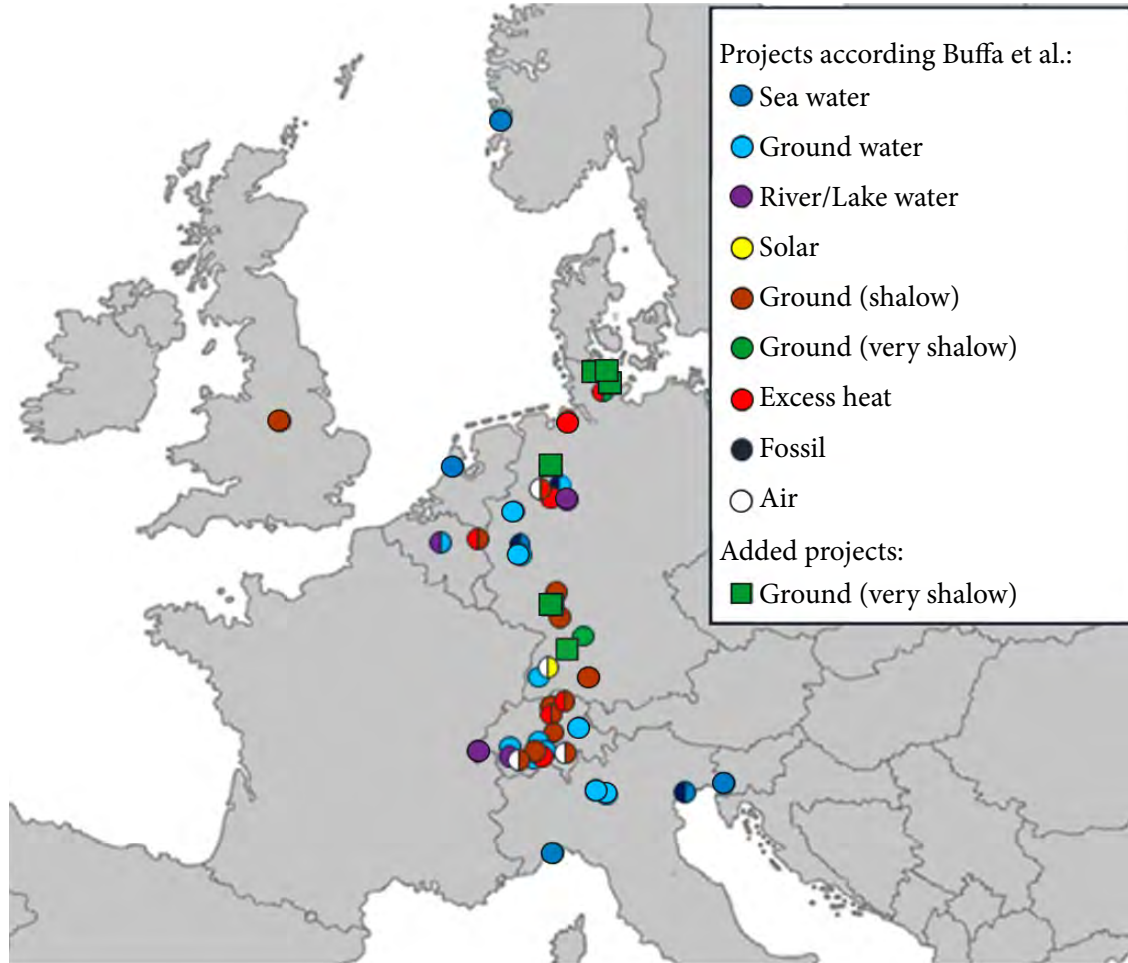 Projects according Buffa et al.:
Sea water
Ground water
River/Lake water
Solar
Ground (shalow)
Ground (very shalow)
Excess heat
Fossil
Air
Added projects:
Ground (very shalow)